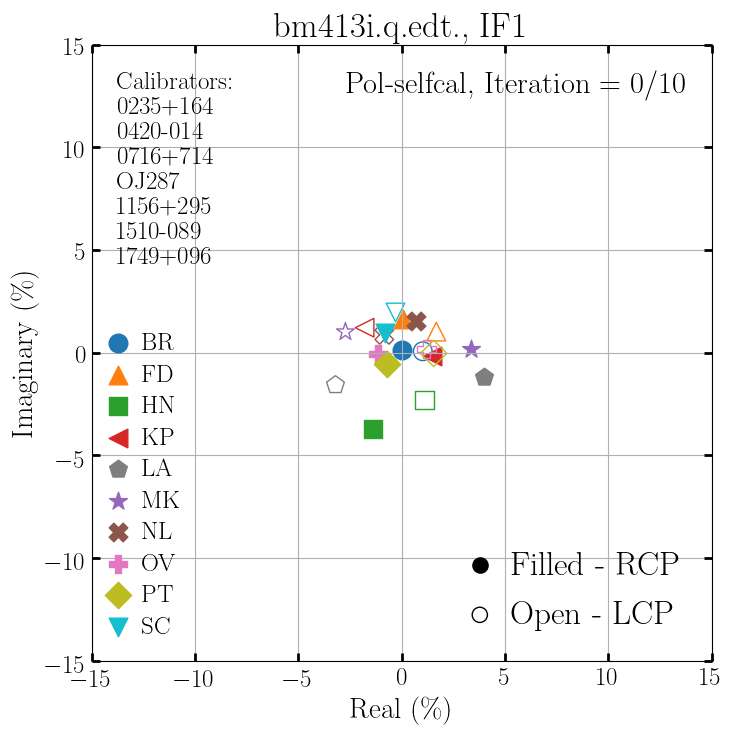 bm413i.q.edt., IF1
Pol-selfcal, Iteration = 0/10
Calibrators:
0235+164
0420-014
0716+714
OJ287
1156+295
1510-089
1749+096
15
10
5
0
−5
−10
−15
Imaginary (%)
BR
FD
HN
KP
LA
MK
NL
OV
PT
SC
Filled - RCP
Open - LCP
−15
−10
−5
0
5
10
15
Real (%)